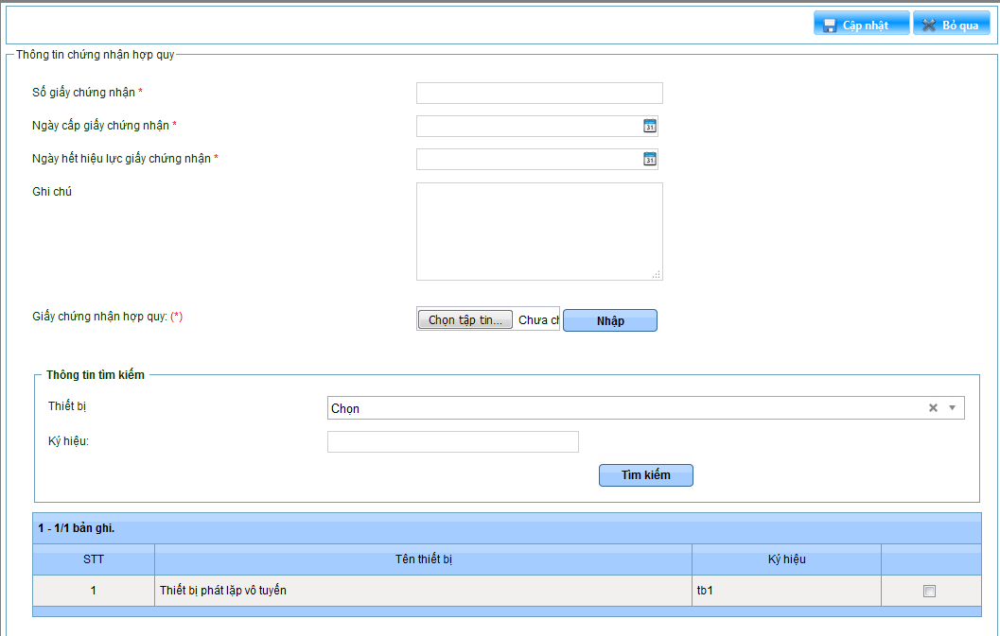 Cập nhật Bỏ qua
Thông tin chứng nhận hợp quy
Số giấy chứng nhận *
Ngày cấp giấy chứng nhận *
31
Ngày hết hiệu lực giấy chứng nhận *
31
Ghi chú
Giấy chứng nhận hợp quy: (*)
Chọn tập tin... Chưa ch Nhập
Thông tin tìm kiếm
Thiết bị Chọn
Ký hiệu:
Tìm kiếm
1 - 1/1 bản ghi.
STT Tên thiết bị Ký hiệu
1 Thiết bị phát lặp vô tuyến tb1